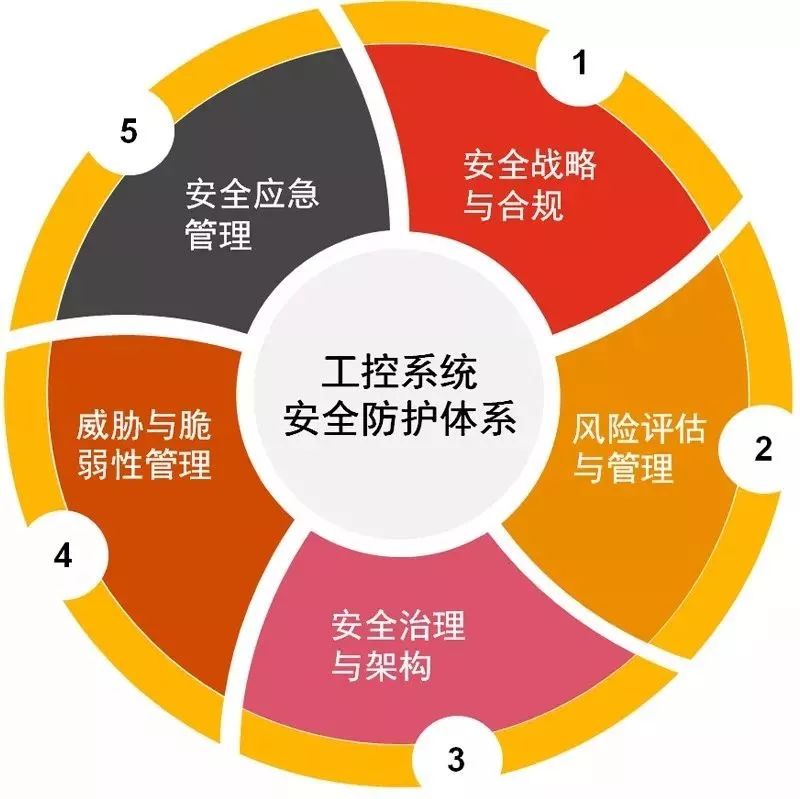 1
安全战略
与合规
2
风险评估
与管理
3
安全治理
与架构
4
威胁与脆
弱性管理
5
安全应急
管理
工控系统
安全防护体系